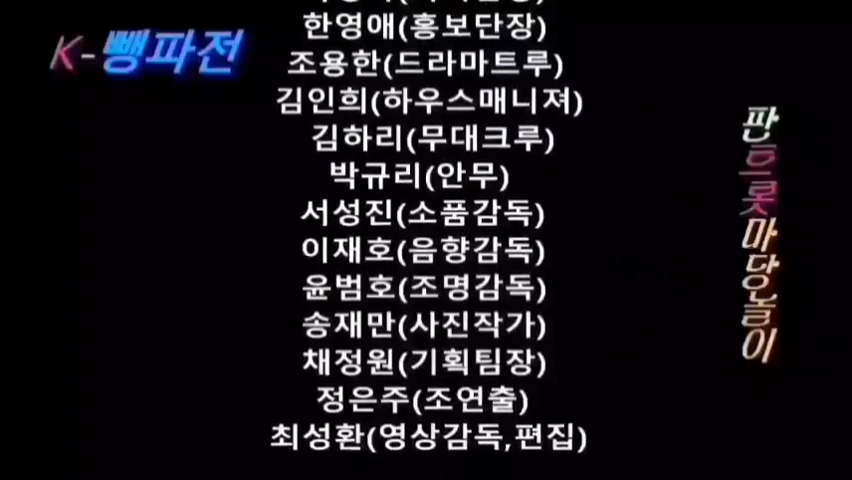 K-뺑파전
한영애(홍보단장)
조용한(드라마트루)
김인희(하우스매니져)
김하리(무대크루)
박규리(안무)
서성진(소품감독)
이재호(음향감독)
윤범호(조명감독)
송재만(사진작가)
채정원(기획팀장)
정은주(조연출)
최성환(영상감독,편집)
판트롯마당놀이